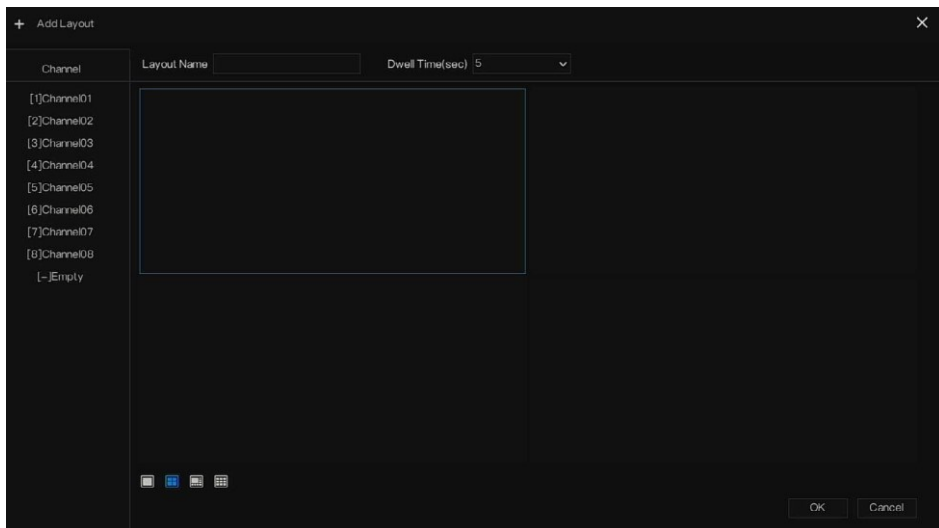 + Add Layout ×
Channel
Layout Name
Dwell Time(sec) 5
[1]Channel01
[2]Channel02
[3]Channel03
[4]Channel04
[5]Channel05
[6]Channel06
[7]Channel07
[8]Channel08
[-]Empty
OK Cancel